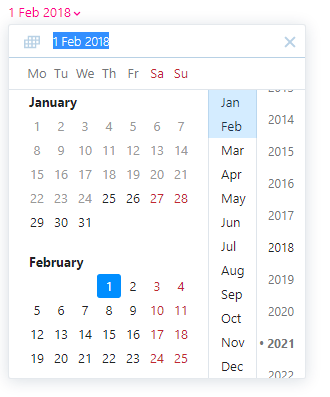 1 Feb 2018
1 Feb 2018
Mo Tu We Th Fr Sa Su
January
1 2 3 4 5 6 7
8 9 10 11 12 13 14
15 16 17 18 19 20 21
22 23 24 25 26 27 28
29 30 31
February
1 2 3 4
5 6 7 8 9 10 11
12 13 14 15 16 17 18
19 20 21 22 23 24 25
Jan
Feb
Mar
Apr
May
Jun
Jul
Aug
Sep
Oct
Nov
Dec
2013
2014
2015
2016
2017
2018
2019
2020
• 2021
2022